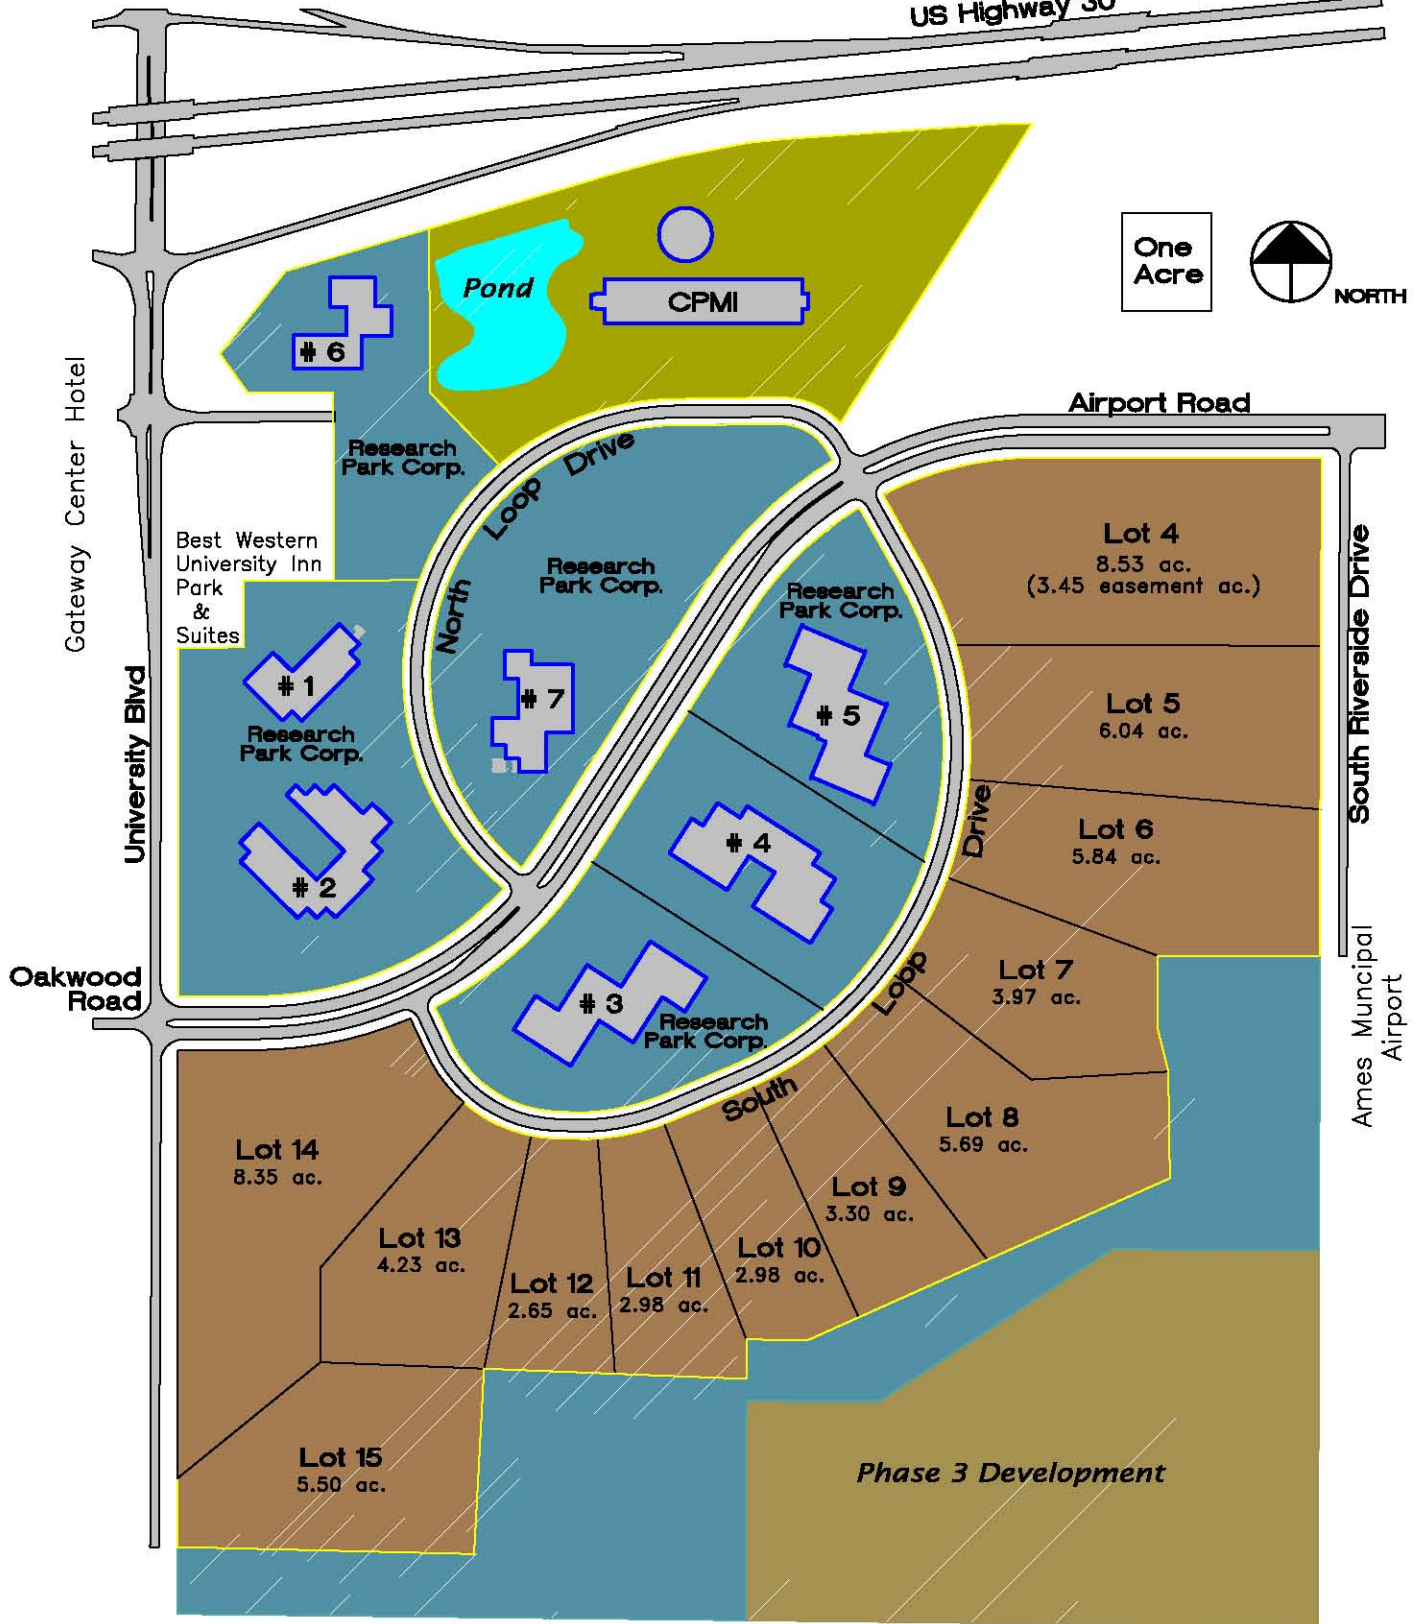 US Highway 30
One
Acre
NORTH
Pond
CPMI
# 6
Gateway Center Hotel
Airport Road
Research
Park Corp.
North
Loop
Drive
Best Western
University Inn
Park
&
Suites
Research
Park Corp.
Research
Park Corp.
Lot 4
8.53 ac.
(3.45 easement ac.)
South Riverside Drive
# 1
# 7
# 5
Lot 5
6.04 ac.
University Blvd
Research
Park Corp.
# 2
# 4
Lot 6
5.84 ac.
South
Loop
Drive
Oakwood
Road
# 3
Research
Park Corp.
Lot 7
3.97 ac.
Ames Muncipal
Airport
Lot 8
5.69 ac.
Lot 14
8.35 ac.
Lot 9
3.30 ac.
Lot 13
4.23 ac.
Lot 10
2.98 ac.
Lot 12
2.65 ac.
Lot 11
2.98 ac.
Lot 15
5.50 ac.
Phase 3 Development